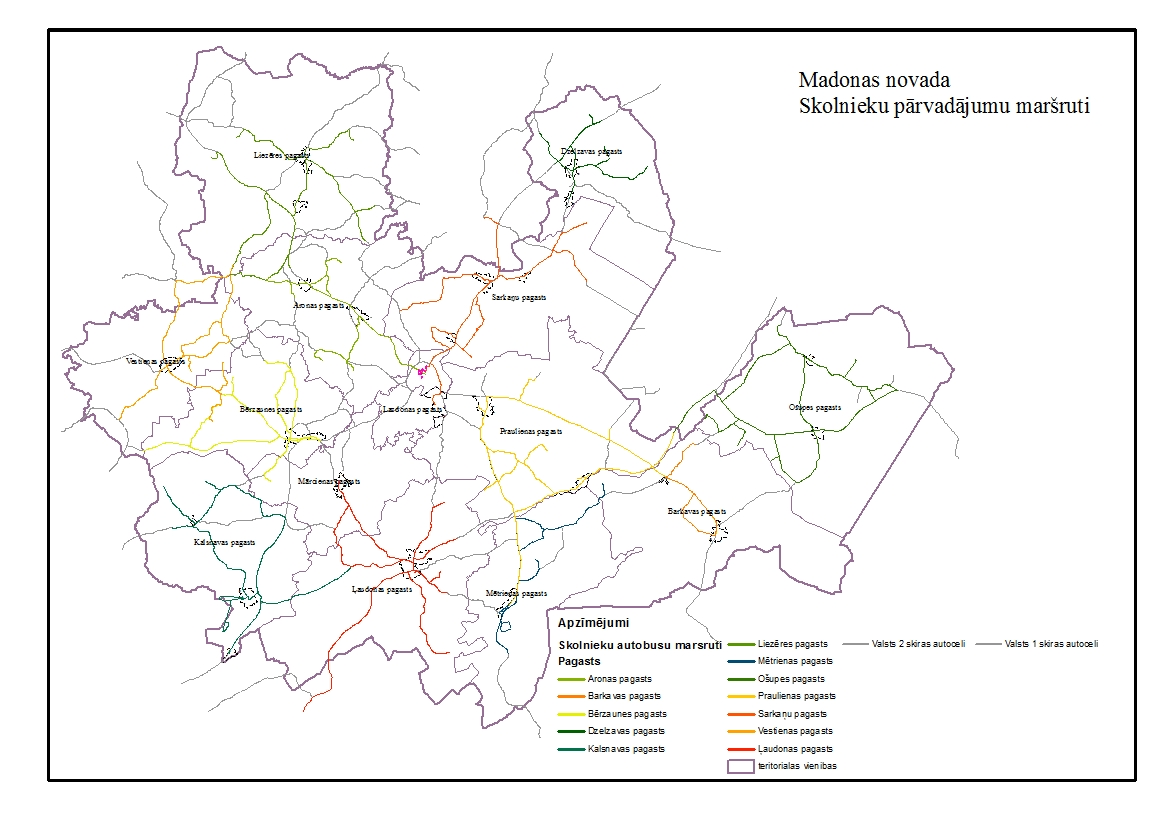 Madonas novada
Skolnieku pārvadājumu maršruti
Liezēres pagasts
Dzelzavas pagasts
Sarkaņu pagasts
Aronas pagasts
Vestienas pagasts
Bērzaunes pagasts
Lazdonas pagasts
Ošupes pagasts
Praulienas pagasts
Mārcienas pagasts
Barkavas pagasts
Kalsnavas pagasts
Ļaudonas pagasts
Mētrienas pagasts
Apzīmējumi
Skolnieku autobusu marsruti
Pagasts
Aronas pagasts
Barkavas pagasts
Bērzaunes pagasts
Dzelzavas pagasts
Kalsnavas pagasts
Liezēres pagasts
Mētrienas pagasts
Ošupes pagasts
Praulienas pagasts
Sarkaņu pagasts
Vestienas pagasts
Ļaudonas pagasts
teritorialas vienibas
Valsts 2 skiras autoceli
Valsts 1 skiras autoceli